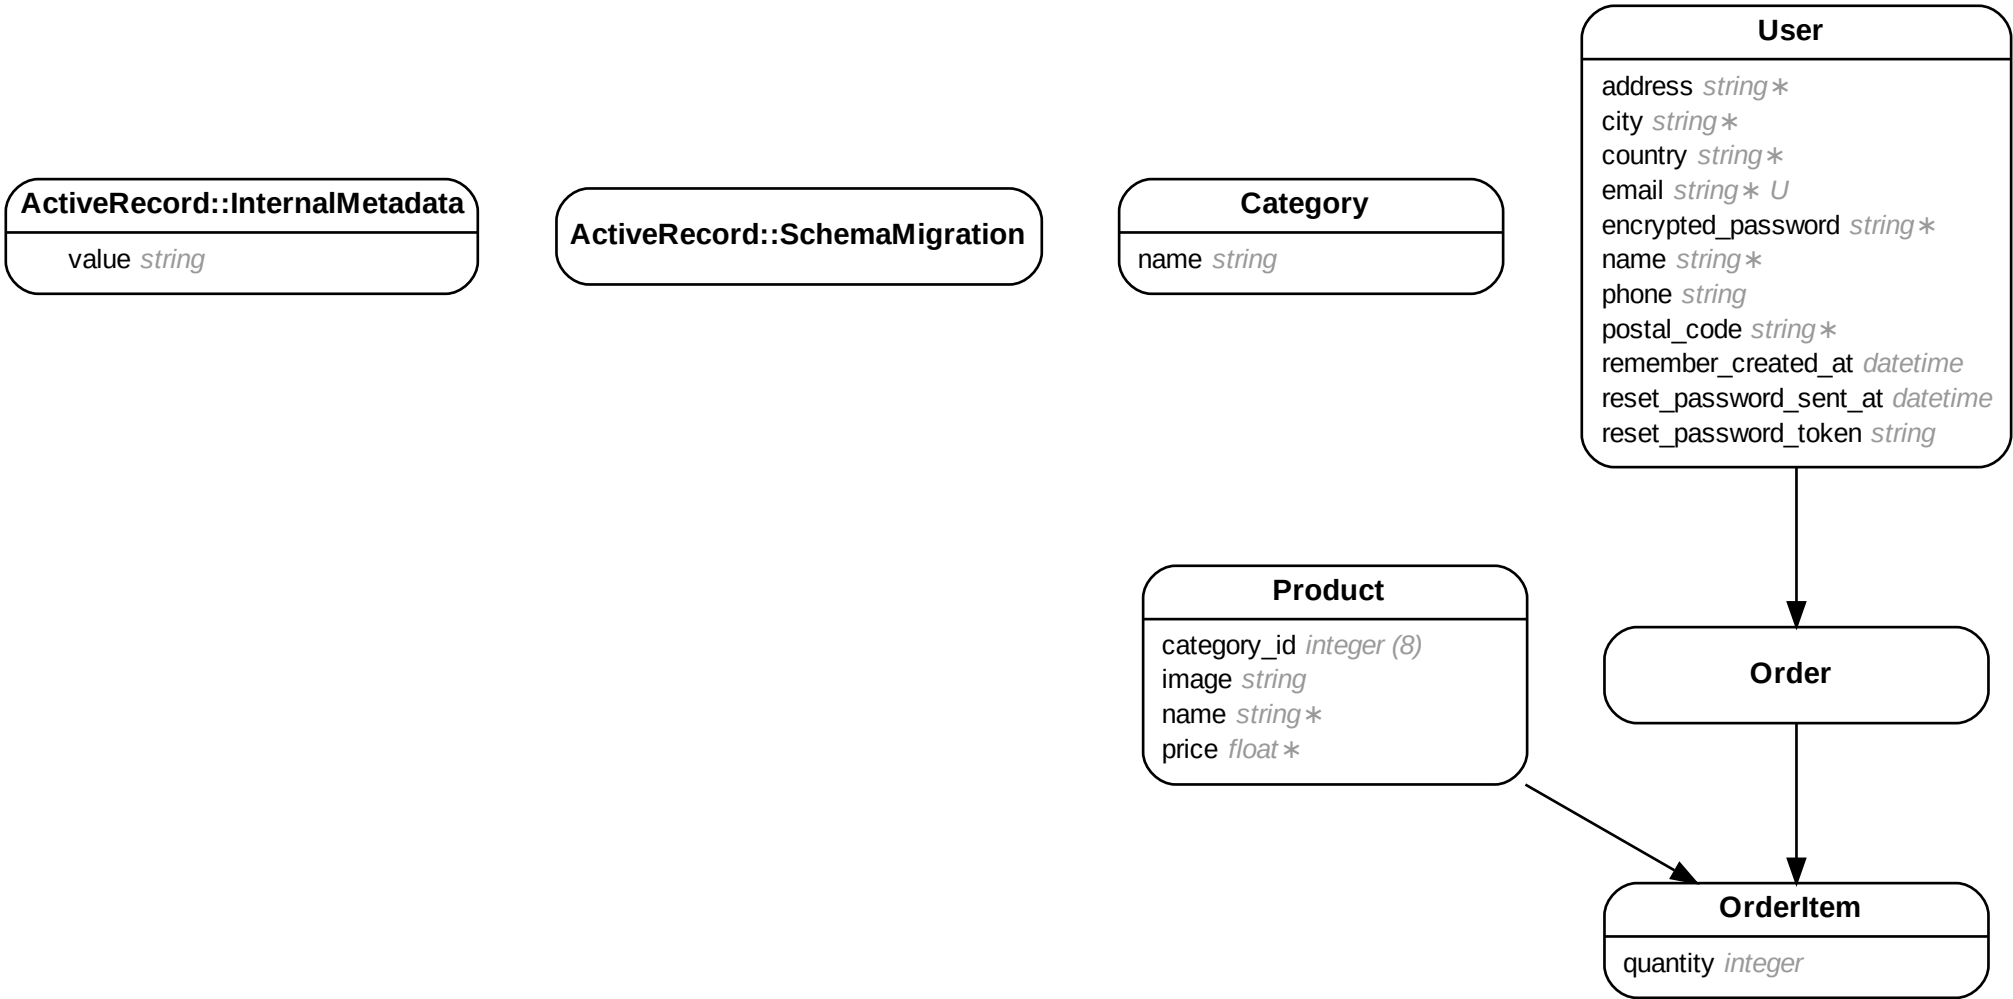 ActiveRecord::InternalMetadata
value string
ActiveRecord::SchemaMigration
Category
name string
User
address string∗
city string∗
country string∗
email string∗ U
encrypted_password string∗
name string∗
phone string
postal_code string∗
remember_created_at datetime
reset_password_sent_at datetime
reset_password_token string
Product
category_id integer (8)
image string
name string∗
price float∗
Order
OrderItem
quantity integer